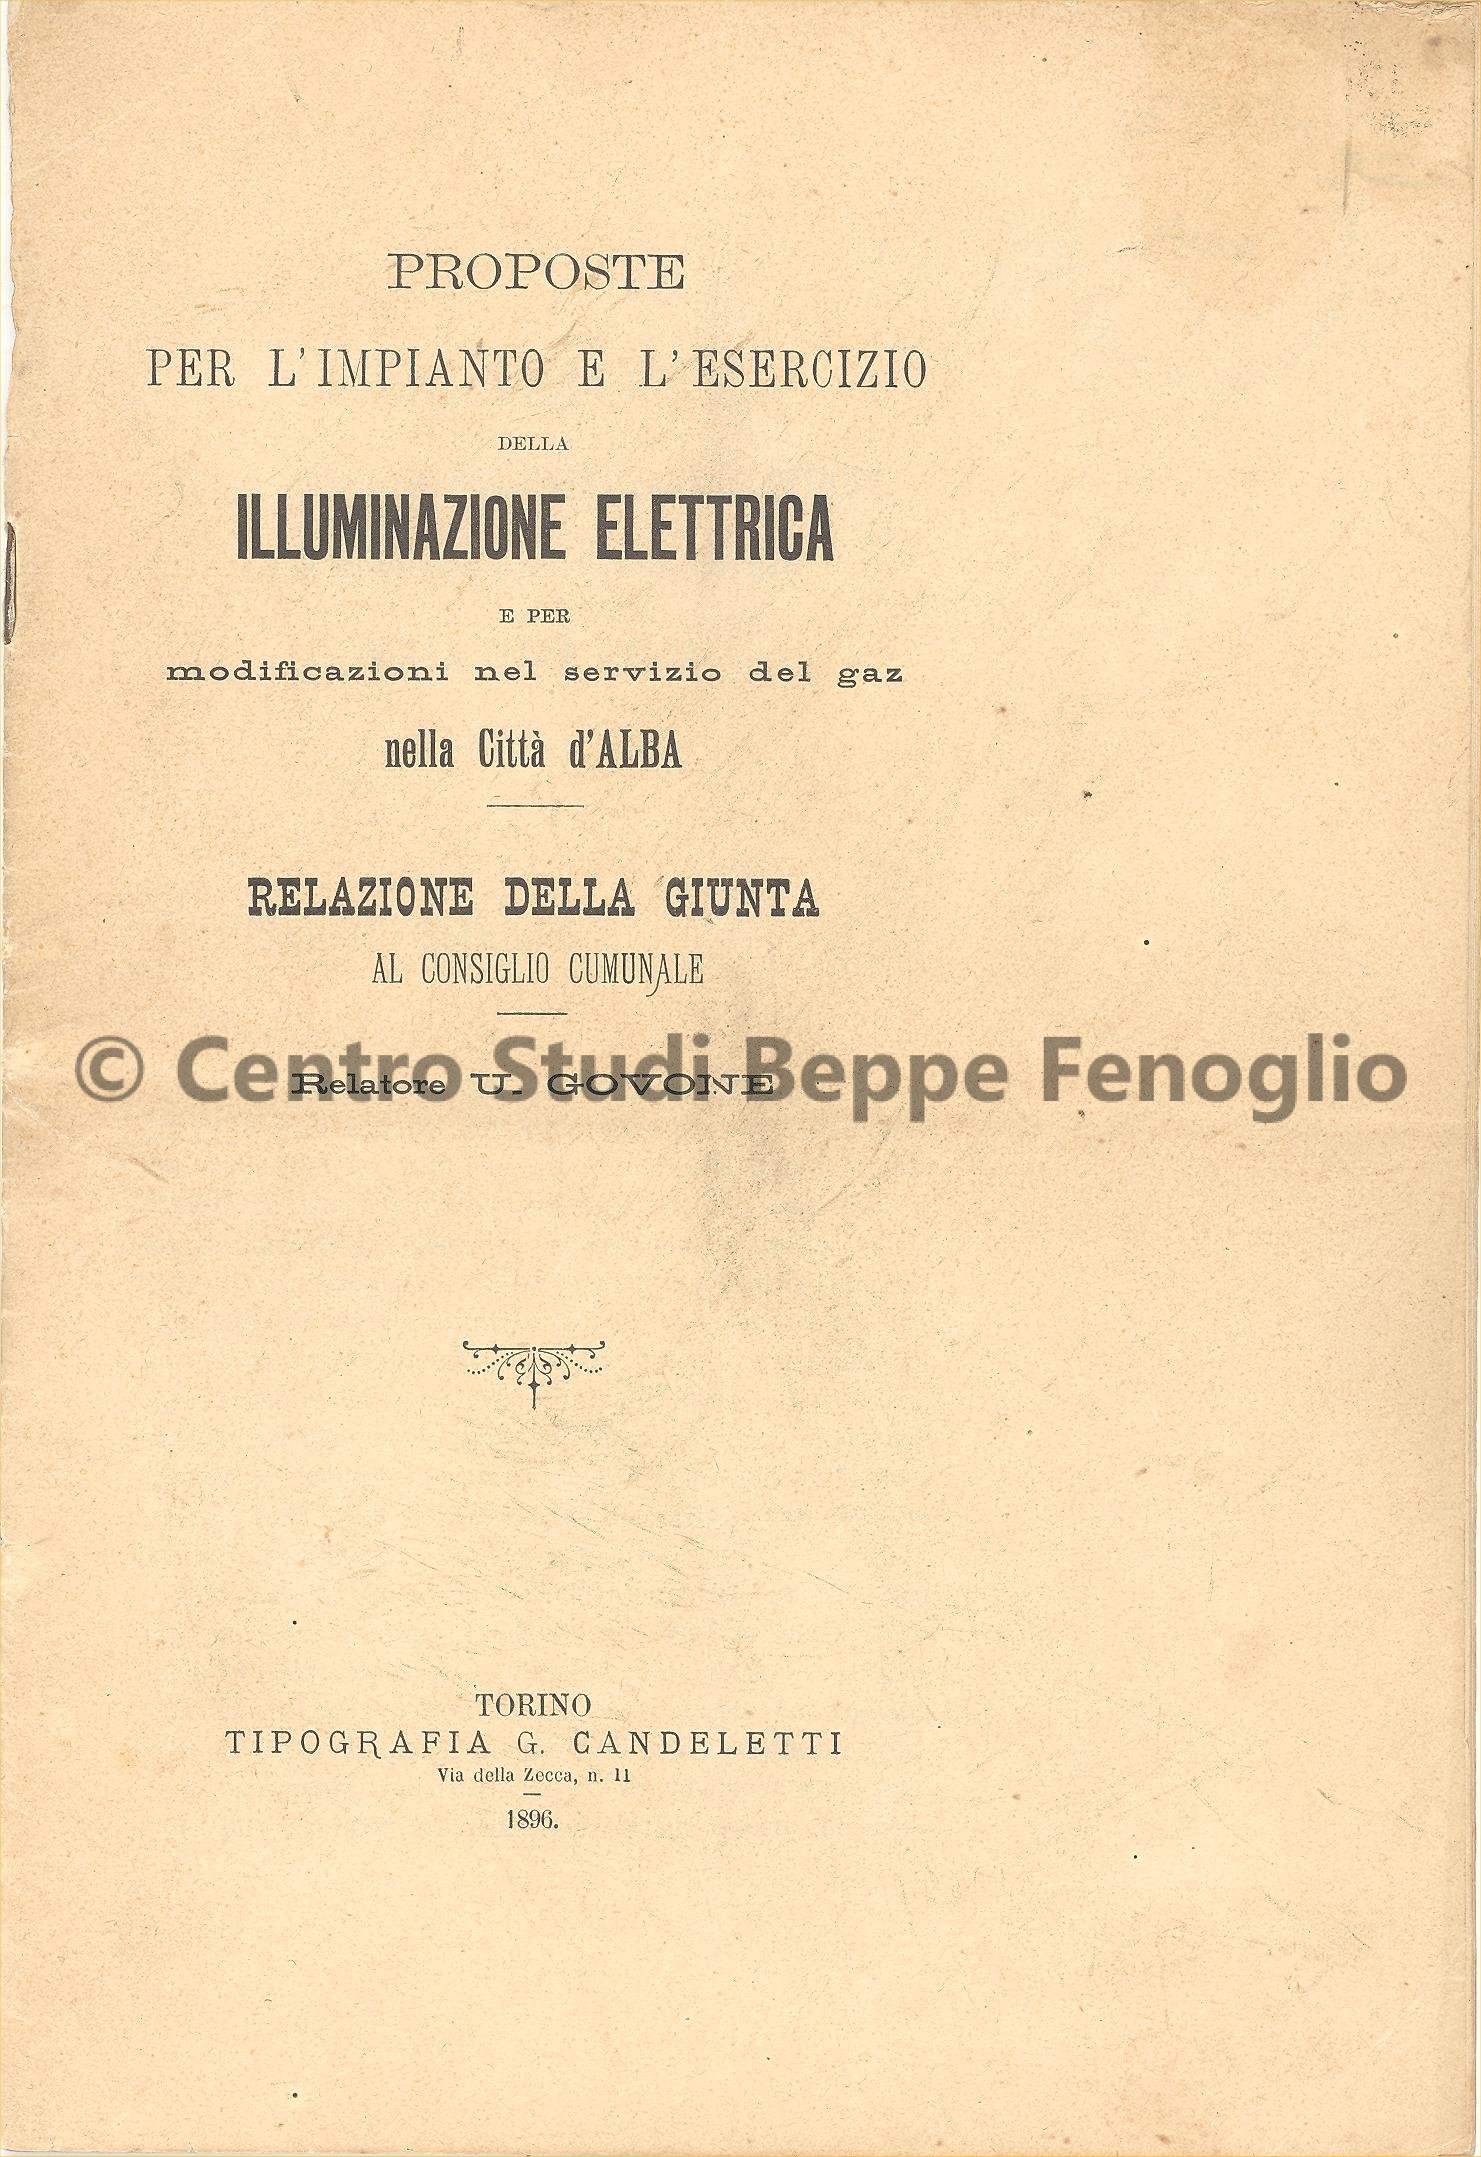 PROPOSTE
PER L'IMPIANTO E L'ESERCIZIO
DELLA
ILLUMINAZIONE ELETTRICA
E PER
modificazioni nel servizio del gaz
nella Città d'ALBA
RELAZIONE DELLA GIUNTA
AL CONSIGLIO CUMUNALE
© Centro Studi Beppe Fenoglio
Relatore U. GOVONE
TORINO
TIPOGRAFIA G. CANDELETTI
Via della Zecca, n. 11
1896.